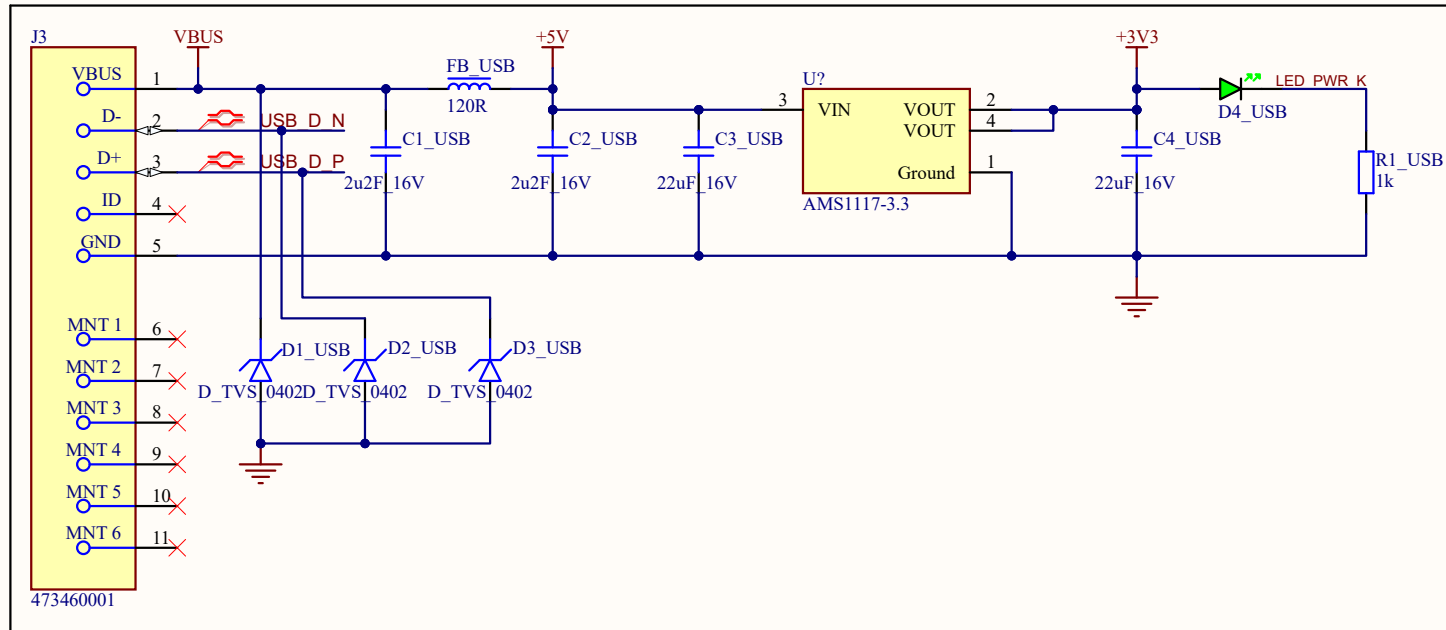 J3
VBUS
+5V
+3V3
VBUS 1
D- 2
D+ 3
ID 4
GND 5
MNT 1 6
MNT 2 7
MNT 3 8
MNT 4 9
MNT 5 10
MNT 6 11
473460001
USB_D_N
USB_D_P
FB_USB
120R
C1_USB
2u2F_16V
C2_USB
2u2F_16V
C3_USB
22uF_16V
U?
3 VIN
VOUT 2
VOUT 4
Ground 1
AMS1117-3.3
C4_USB
22uF_16V
LED_PWR_K
D4_USB
R1_USB
1k
D1_USB
D_TVS_0402
D2_USB
D_TVS_0402
D3_USB
D_TVS_0402